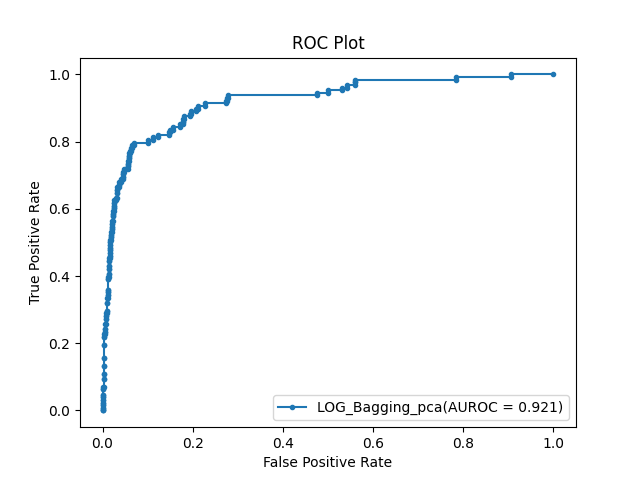 ROC Plot
1.0
0.8
0.6
0.4
0.2
0.0
True Positive Rate
LOG_Bagging_pca(AUROC = 0.921)
0.0 0.2 0.4 0.6 0.8 1.0
False Positive Rate